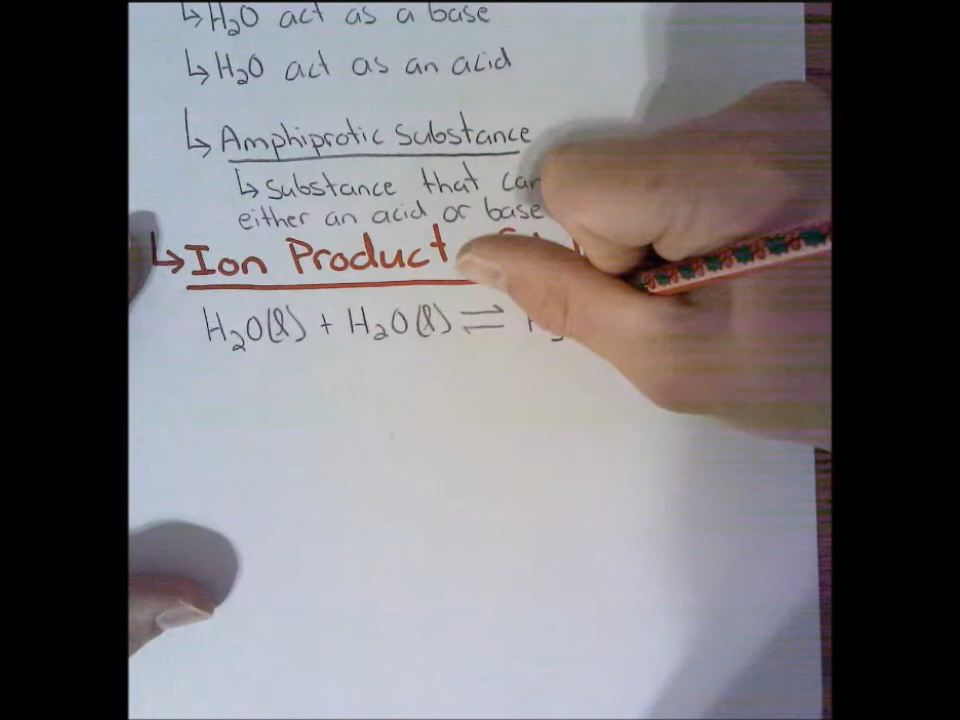 ↳ H₂O act as a base
↳ H₂O act as an acid
↳ Amphiprotic Substance
↳ substance that can
either an acid or base
↳ Ion Product
H₂O(l) + H₂O(l) ⇌